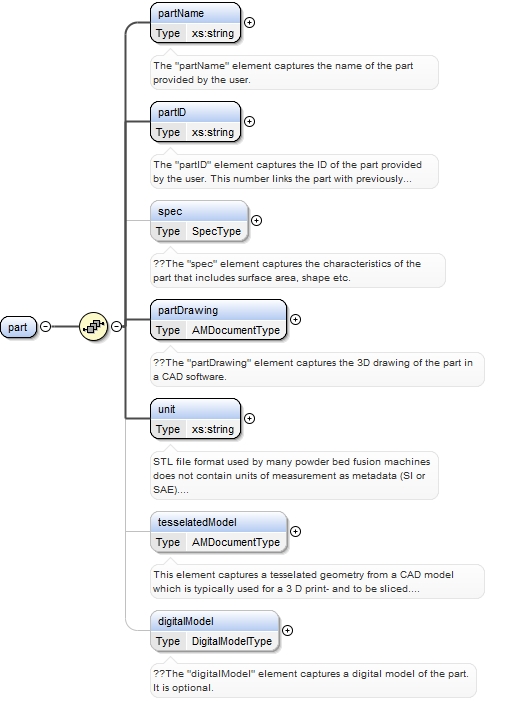 partName
Type xs:string
The "partName" element captures the name of the part
provided by the user.
partID
Type xs:string
The "partID" element captures the ID of the part provided
by the user. This number links the part with previously...
spec
Type SpecType
??The "spec" element captures the characteristics of the
part that includes surface area, shape etc.
part
partDrawing
Type AMDocumentType
??The "partDrawing" element captures the 3D drawing of the part in
a CAD software.
unit
Type xs:string
STL file format used by many powder bed fusion machines
does not contain units of measurement as metadata (SI or
SAE)....
tesselatedModel
Type AMDocumentType
This element captures a tesselated geometry from a CAD model
which is typically used for a 3 D print- and to be sliced....
digitalModel
Type DigitalModelType
??The "digitalModel" element captures a digital model of the part.
It is optional.